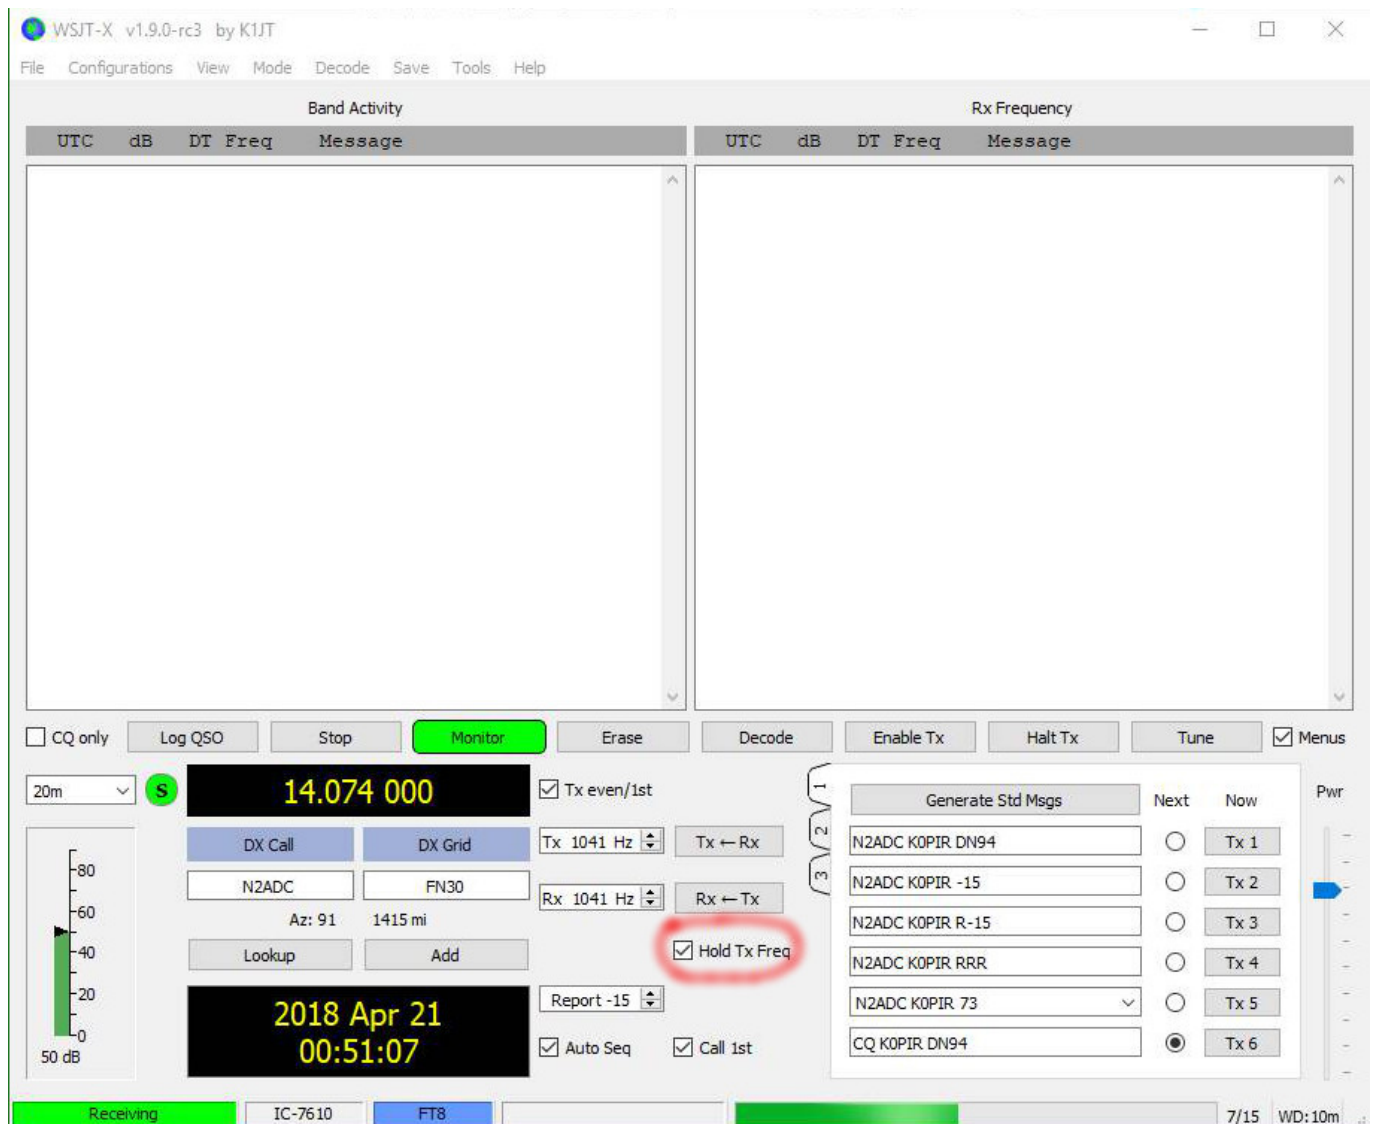 WSJT-X v1.9.0-rc3 by K1JT
File Configurations View Mode Decode Save Tools Help
Band Activity Rx Frequency
UTC dB DT Freq Message UTC dB DT Freq Message
CQ only Log QSO Stop Monitor Erase Decode Enable Tx Halt Tx Tune Menus
20m S 14.074 000 Tx even/1st 1 Generate Std Msgs Next Now Pwr
DX Call DX Grid Tx 1041 Hz Tx ← Rx 2 N2ADC K0PIR DN94 Tx 1
-80 N2ADC FN30 Rx 1041 Hz Rx ← Tx 3 N2ADC K0PIR -15 Tx 2
-60 Az: 91 1415 mi N2ADC K0PIR R-15 Tx 3
-40 Lookup Add Hold Tx Freq N2ADC K0PIR RRR Tx 4
-20 2018 Apr 21 Report -15 N2ADC K0PIR 73 Tx 5
-0 00:51:07 Auto Seq Call 1st CQ K0PIR DN94 Tx 6
50 dB
Receiving IC-7610 FT8 7/15 WD:10m